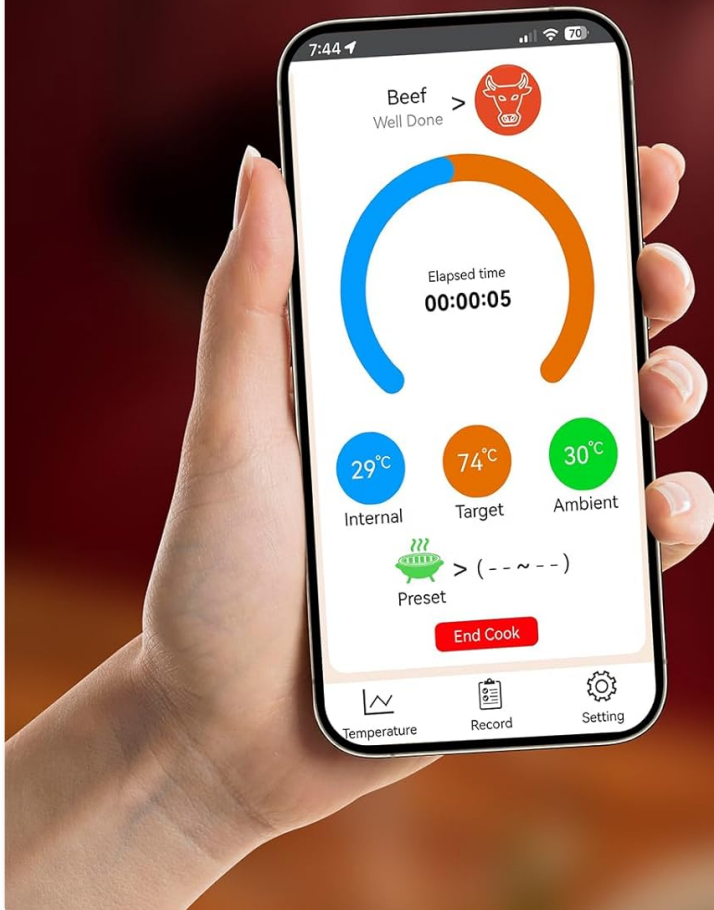 7:44
70
Beef >
Well Done
Elapsed time
00:00:05
29°C
74°C
30°C
Internal
Target
Ambient
> (--~--)
Preset
End Cook
Temperature
Record
Setting